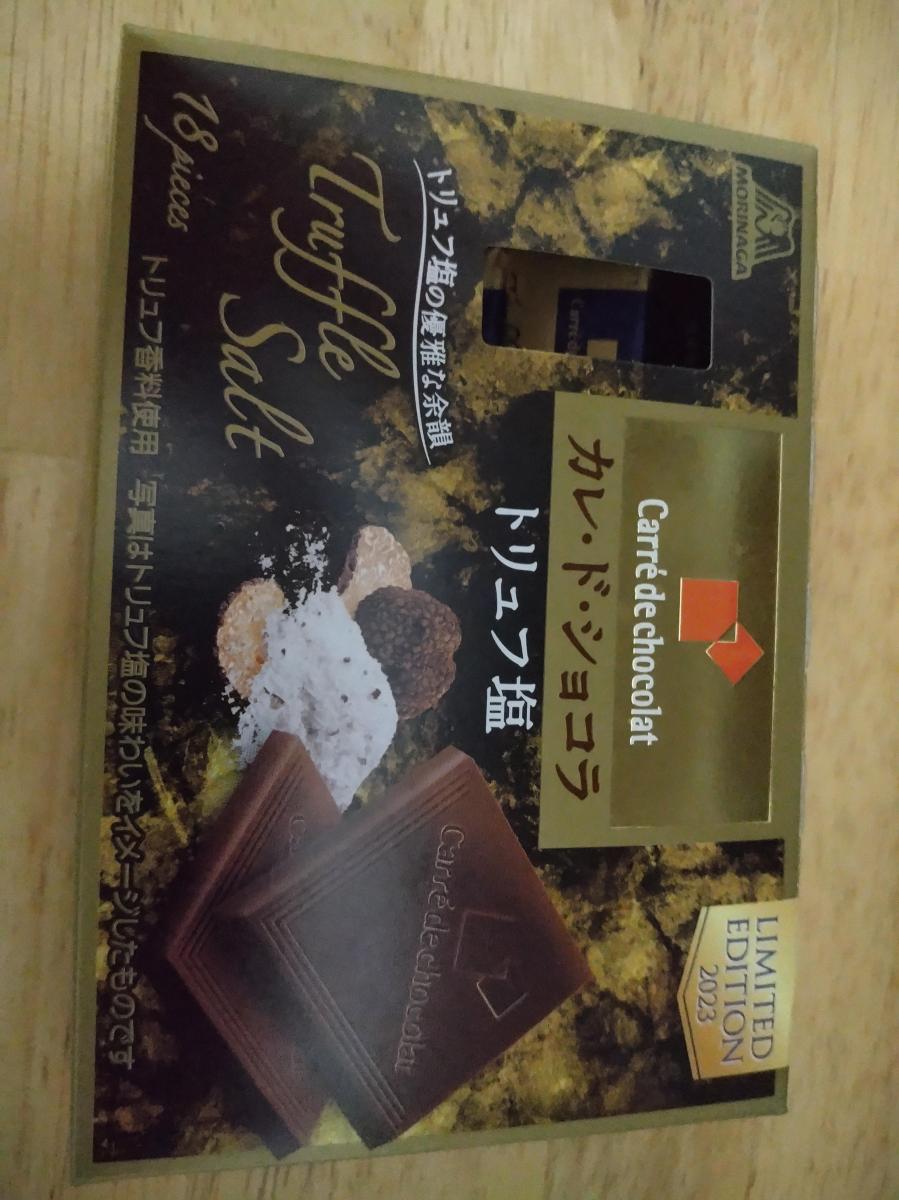 MORINAGA
Carré de chocolat
カレ・ド・ショコラ
LIMITED
EDITION
2023
Carré
トリュフ塩
トリュフ塩の優雅な余韻
Truffle
Salt
Carré de chocolat
18 pieces
トリュフ香料使用 写真はトリュフ塩の味わいをイメージしたものです